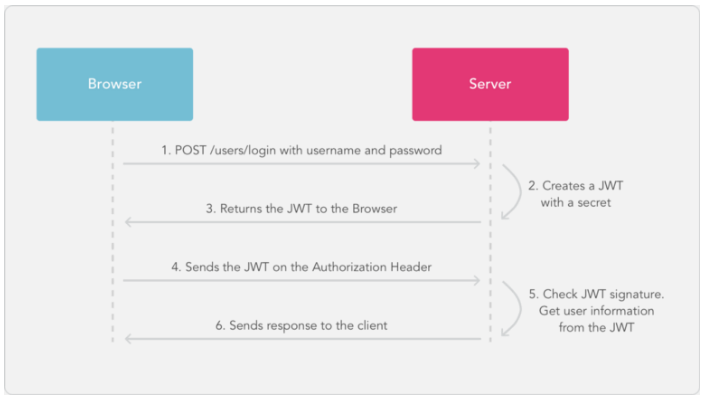 Browser
Server
1. POST /users/login with username and password
2. Creates a JWT
with a secret
3. Returns the JWT to the Browser
4. Sends the JWT on the Authorization Header
5. Check JWT signature.
Get user information
from the JWT
6. Sends response to the client